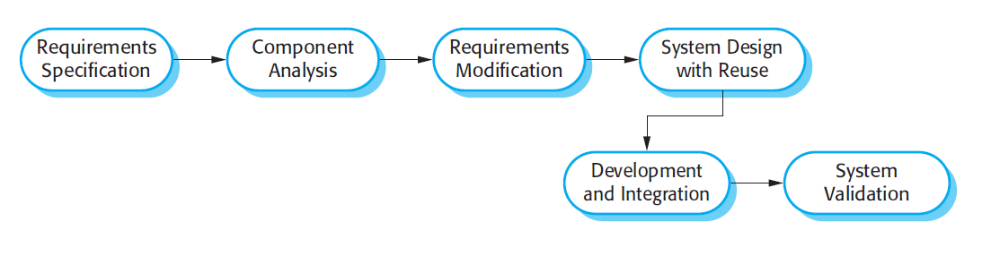 Requirements
Specification
Component
Analysis
Requirements
Modification
System Design
with Reuse
Development
and Integration
System
Validation